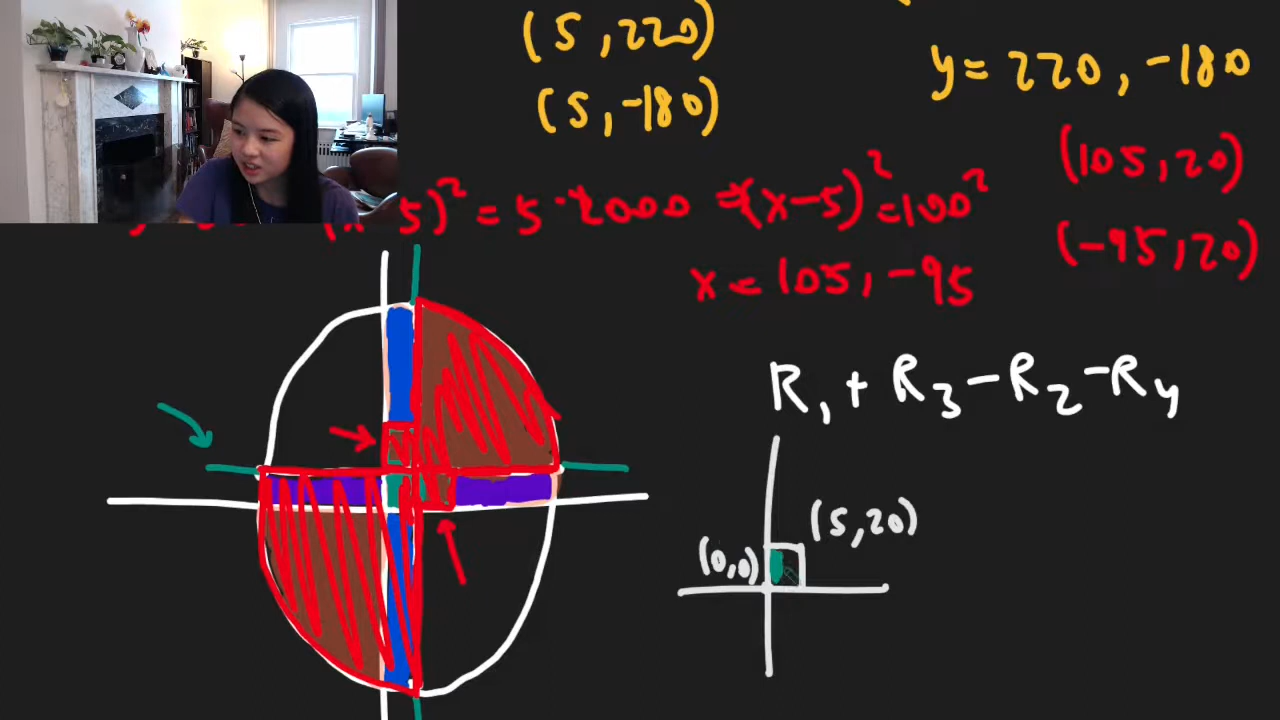 (5,220)
(5,-180)
y= 220, -180
5)² = 5·2000 =(x-5)²=100²
x = 105, -95
(105,20)
(-95,20)
R₁ + R₃ - R₂ - R₄
(5,20)
(0,0)